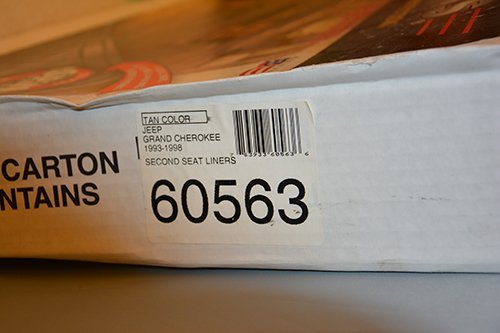 TAN COLOR
JEEP
GRAND CHEROKEE
1993-1998
SECOND SEAT LINERS
60563
CARTON
NTAINS